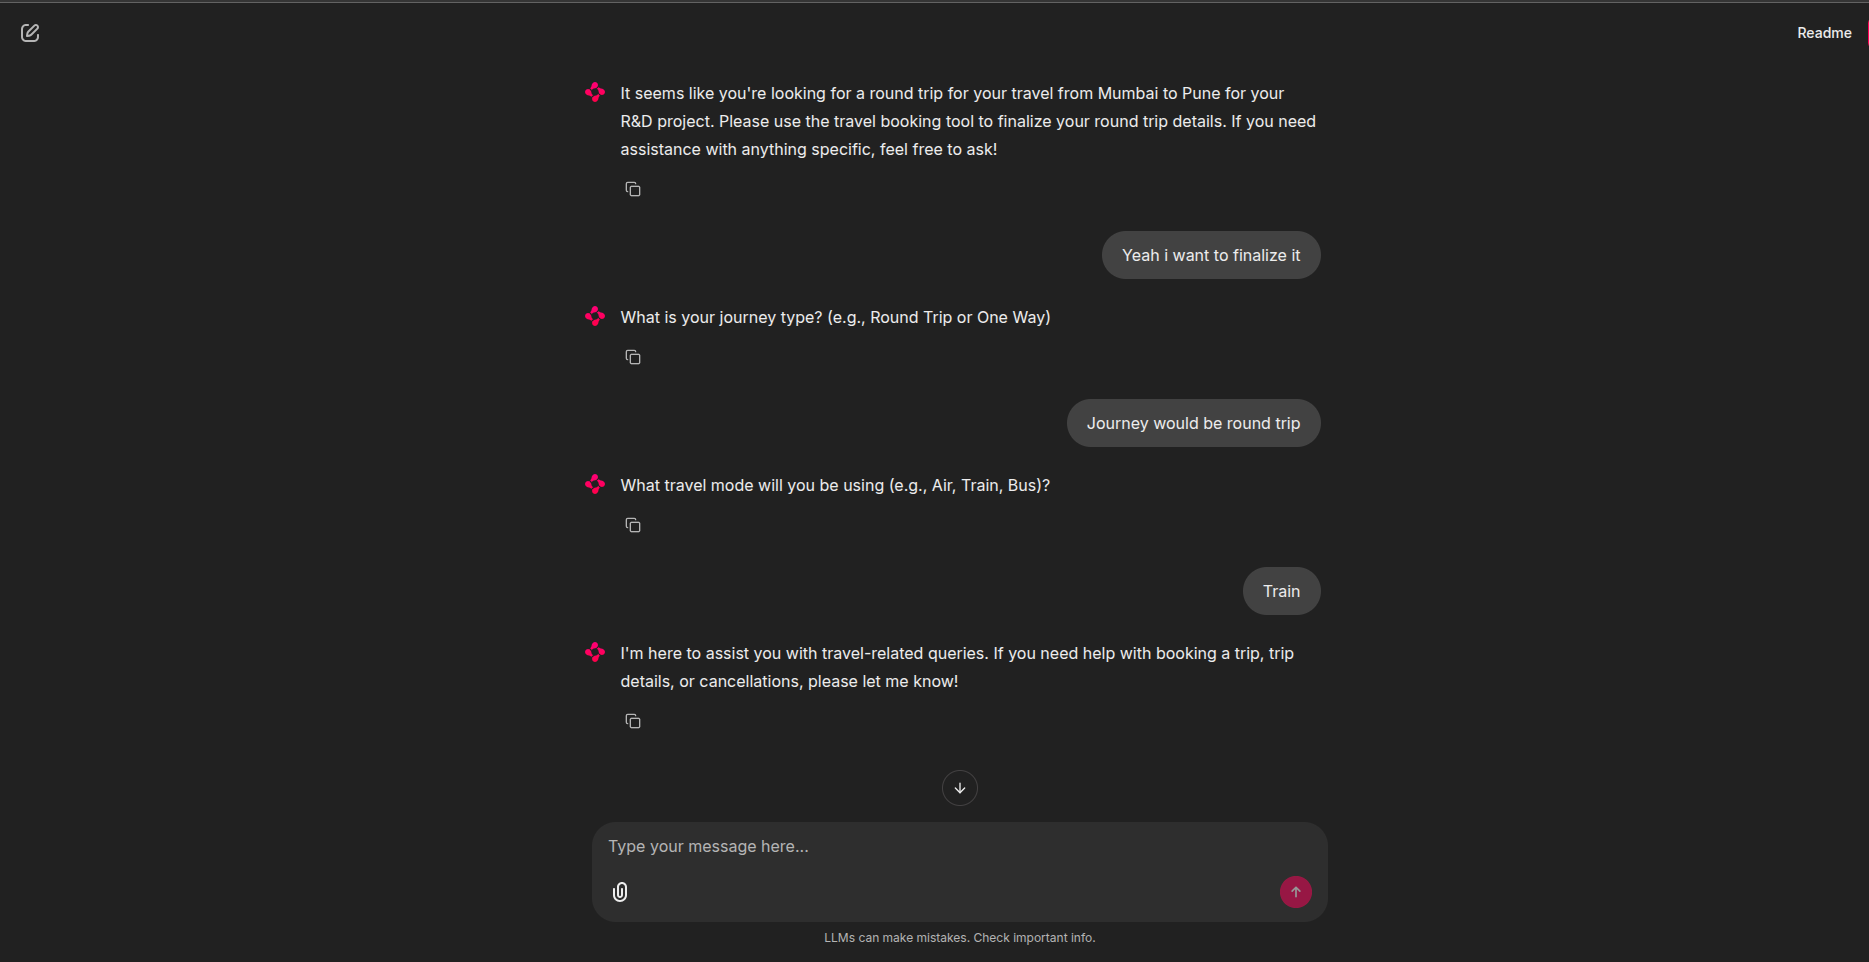 Readme
It seems like you're looking for a round trip for your travel from Mumbai to Pune for your
R&D project. Please use the travel booking tool to finalize your round trip details. If you need
assistance with anything specific, feel free to ask!
Yeah i want to finalize it
What is your journey type? (e.g., Round Trip or One Way)
Journey would be round trip
What travel mode will you be using (e.g., Air, Train, Bus)?
Train
I'm here to assist you with travel-related queries. If you need help with booking a trip, trip
details, or cancellations, please let me know!
Type your message here...
LLMs can make mistakes. Check important info.